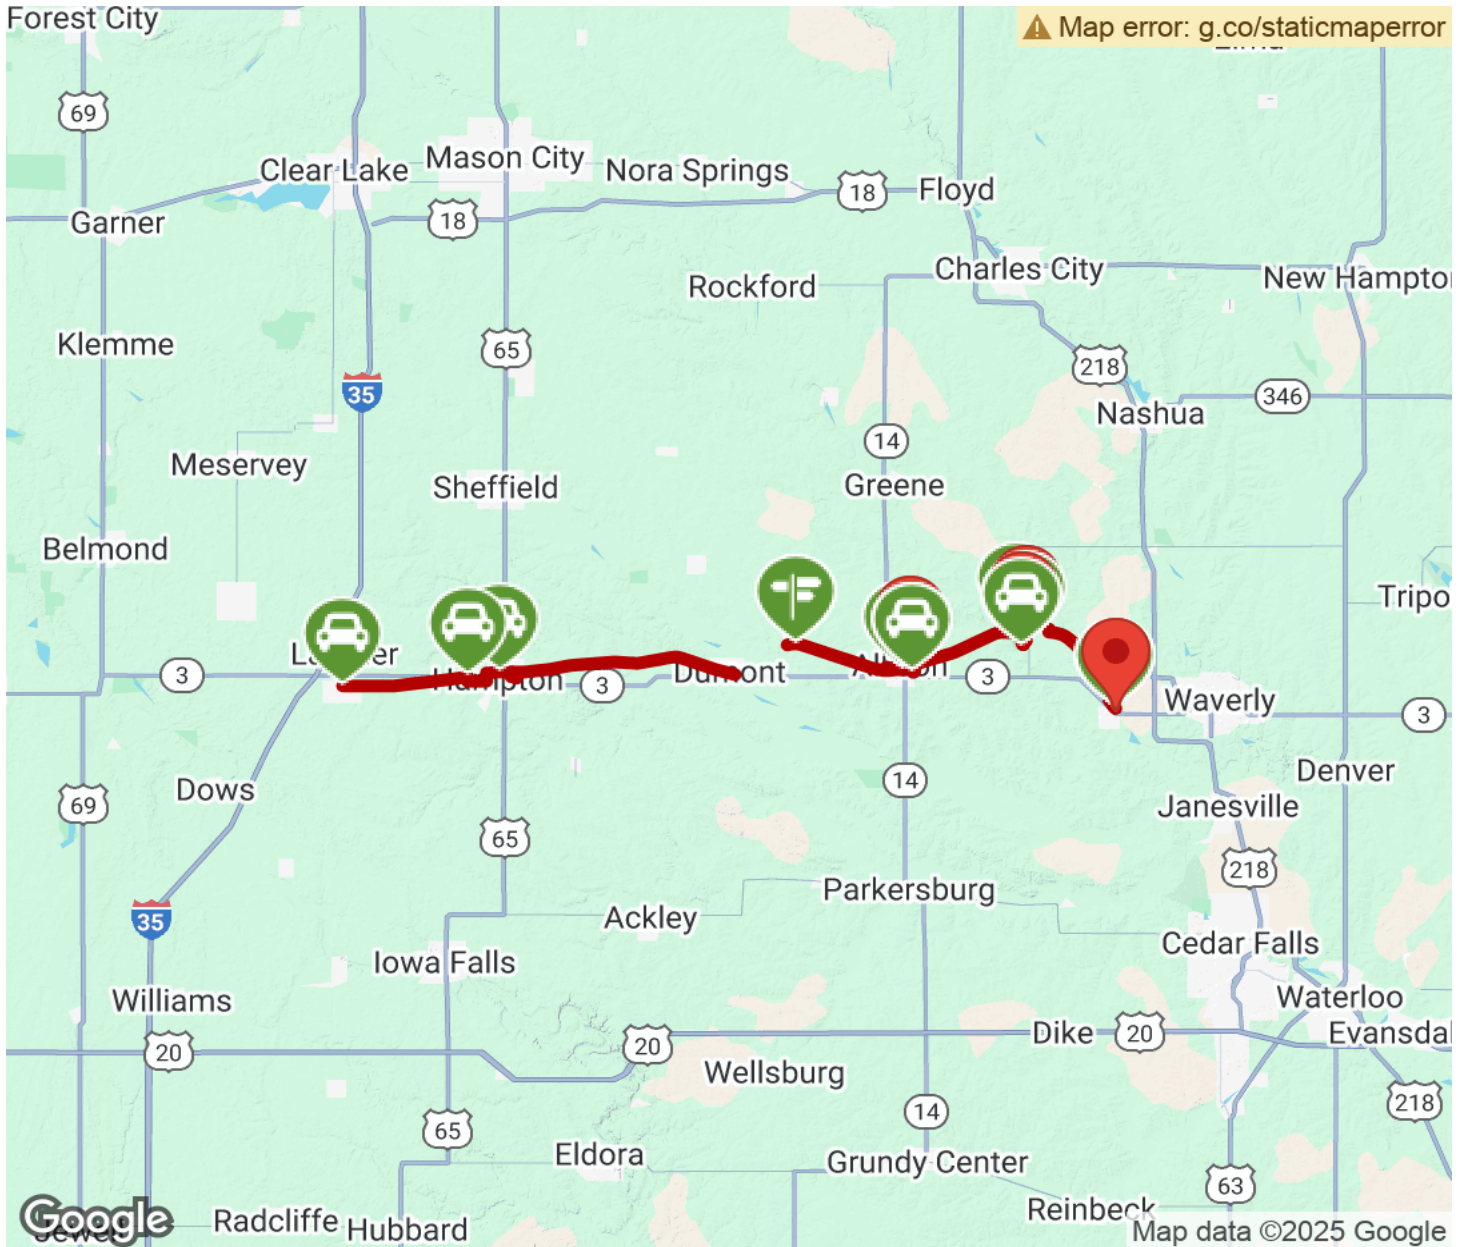 Forest City
Map error: g.co/staticmaperror
69
Clear Lake
Mason City
Nora Springs
18
Floyd
Garner
18
Charles City
New Hampto
Rockford
Klemme
65
218
35
346
Nashua
14
Meservey
Greene
Sheffield
Belmond
Tripo
3
Hampton
3
Dumont
3
Waverly
3
Denver
Dows
69
14
Janesville
65
218
Parkersburg
Ackley
35
Cedar Falls
Iowa Falls
Waterloo
Williams
20
20
Dike
20
Evansda
Wellsburg
14
218
65
Eldora
Grundy Center
63
Reinbeck
Google
Radcliffe
Hubbard
Map data ©2025 Google